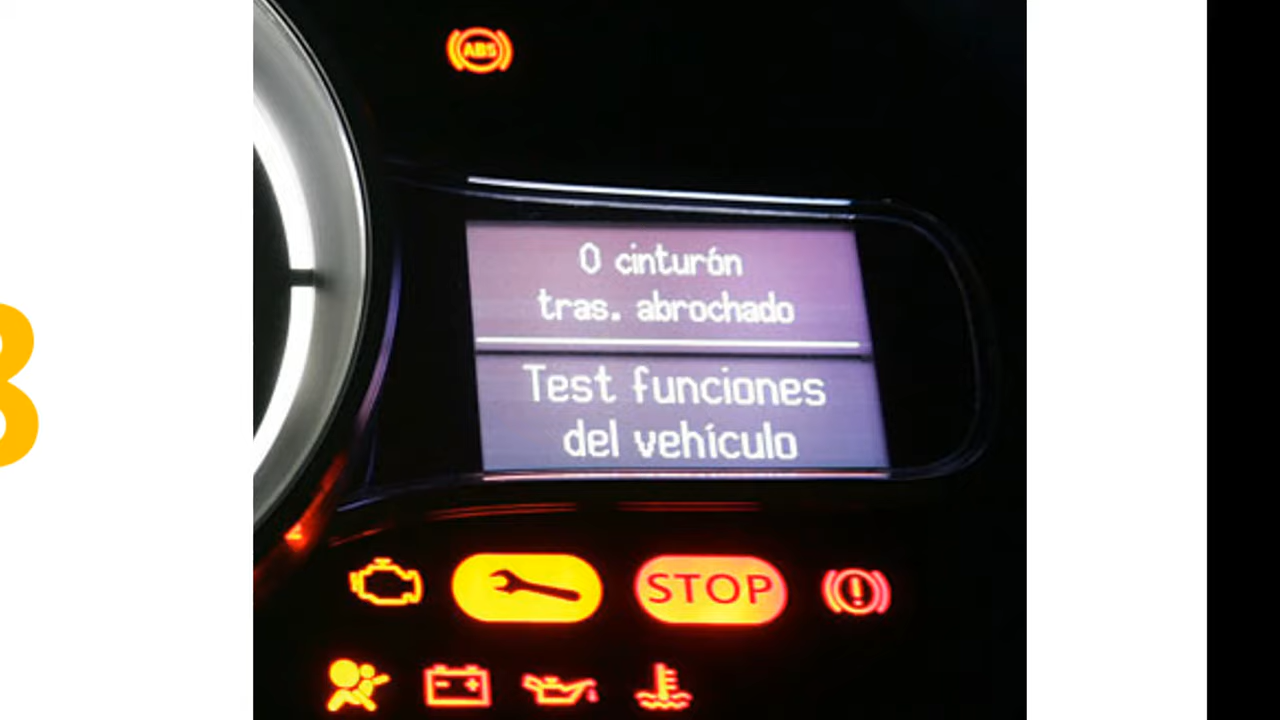 ABS
0 cinturón
tras. abrochado
Test funciones
del vehículo
STOP